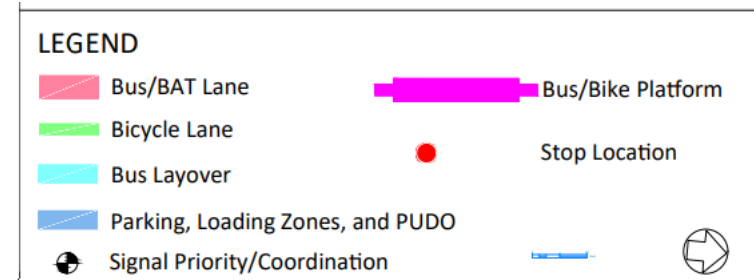 LEGEND
Bus/BAT Lane
Bicycle Lane
Bus Layover
Parking, Loading Zones, and PUDO
Signal Priority/Coordination
Bus/Bike Platform
Stop Location